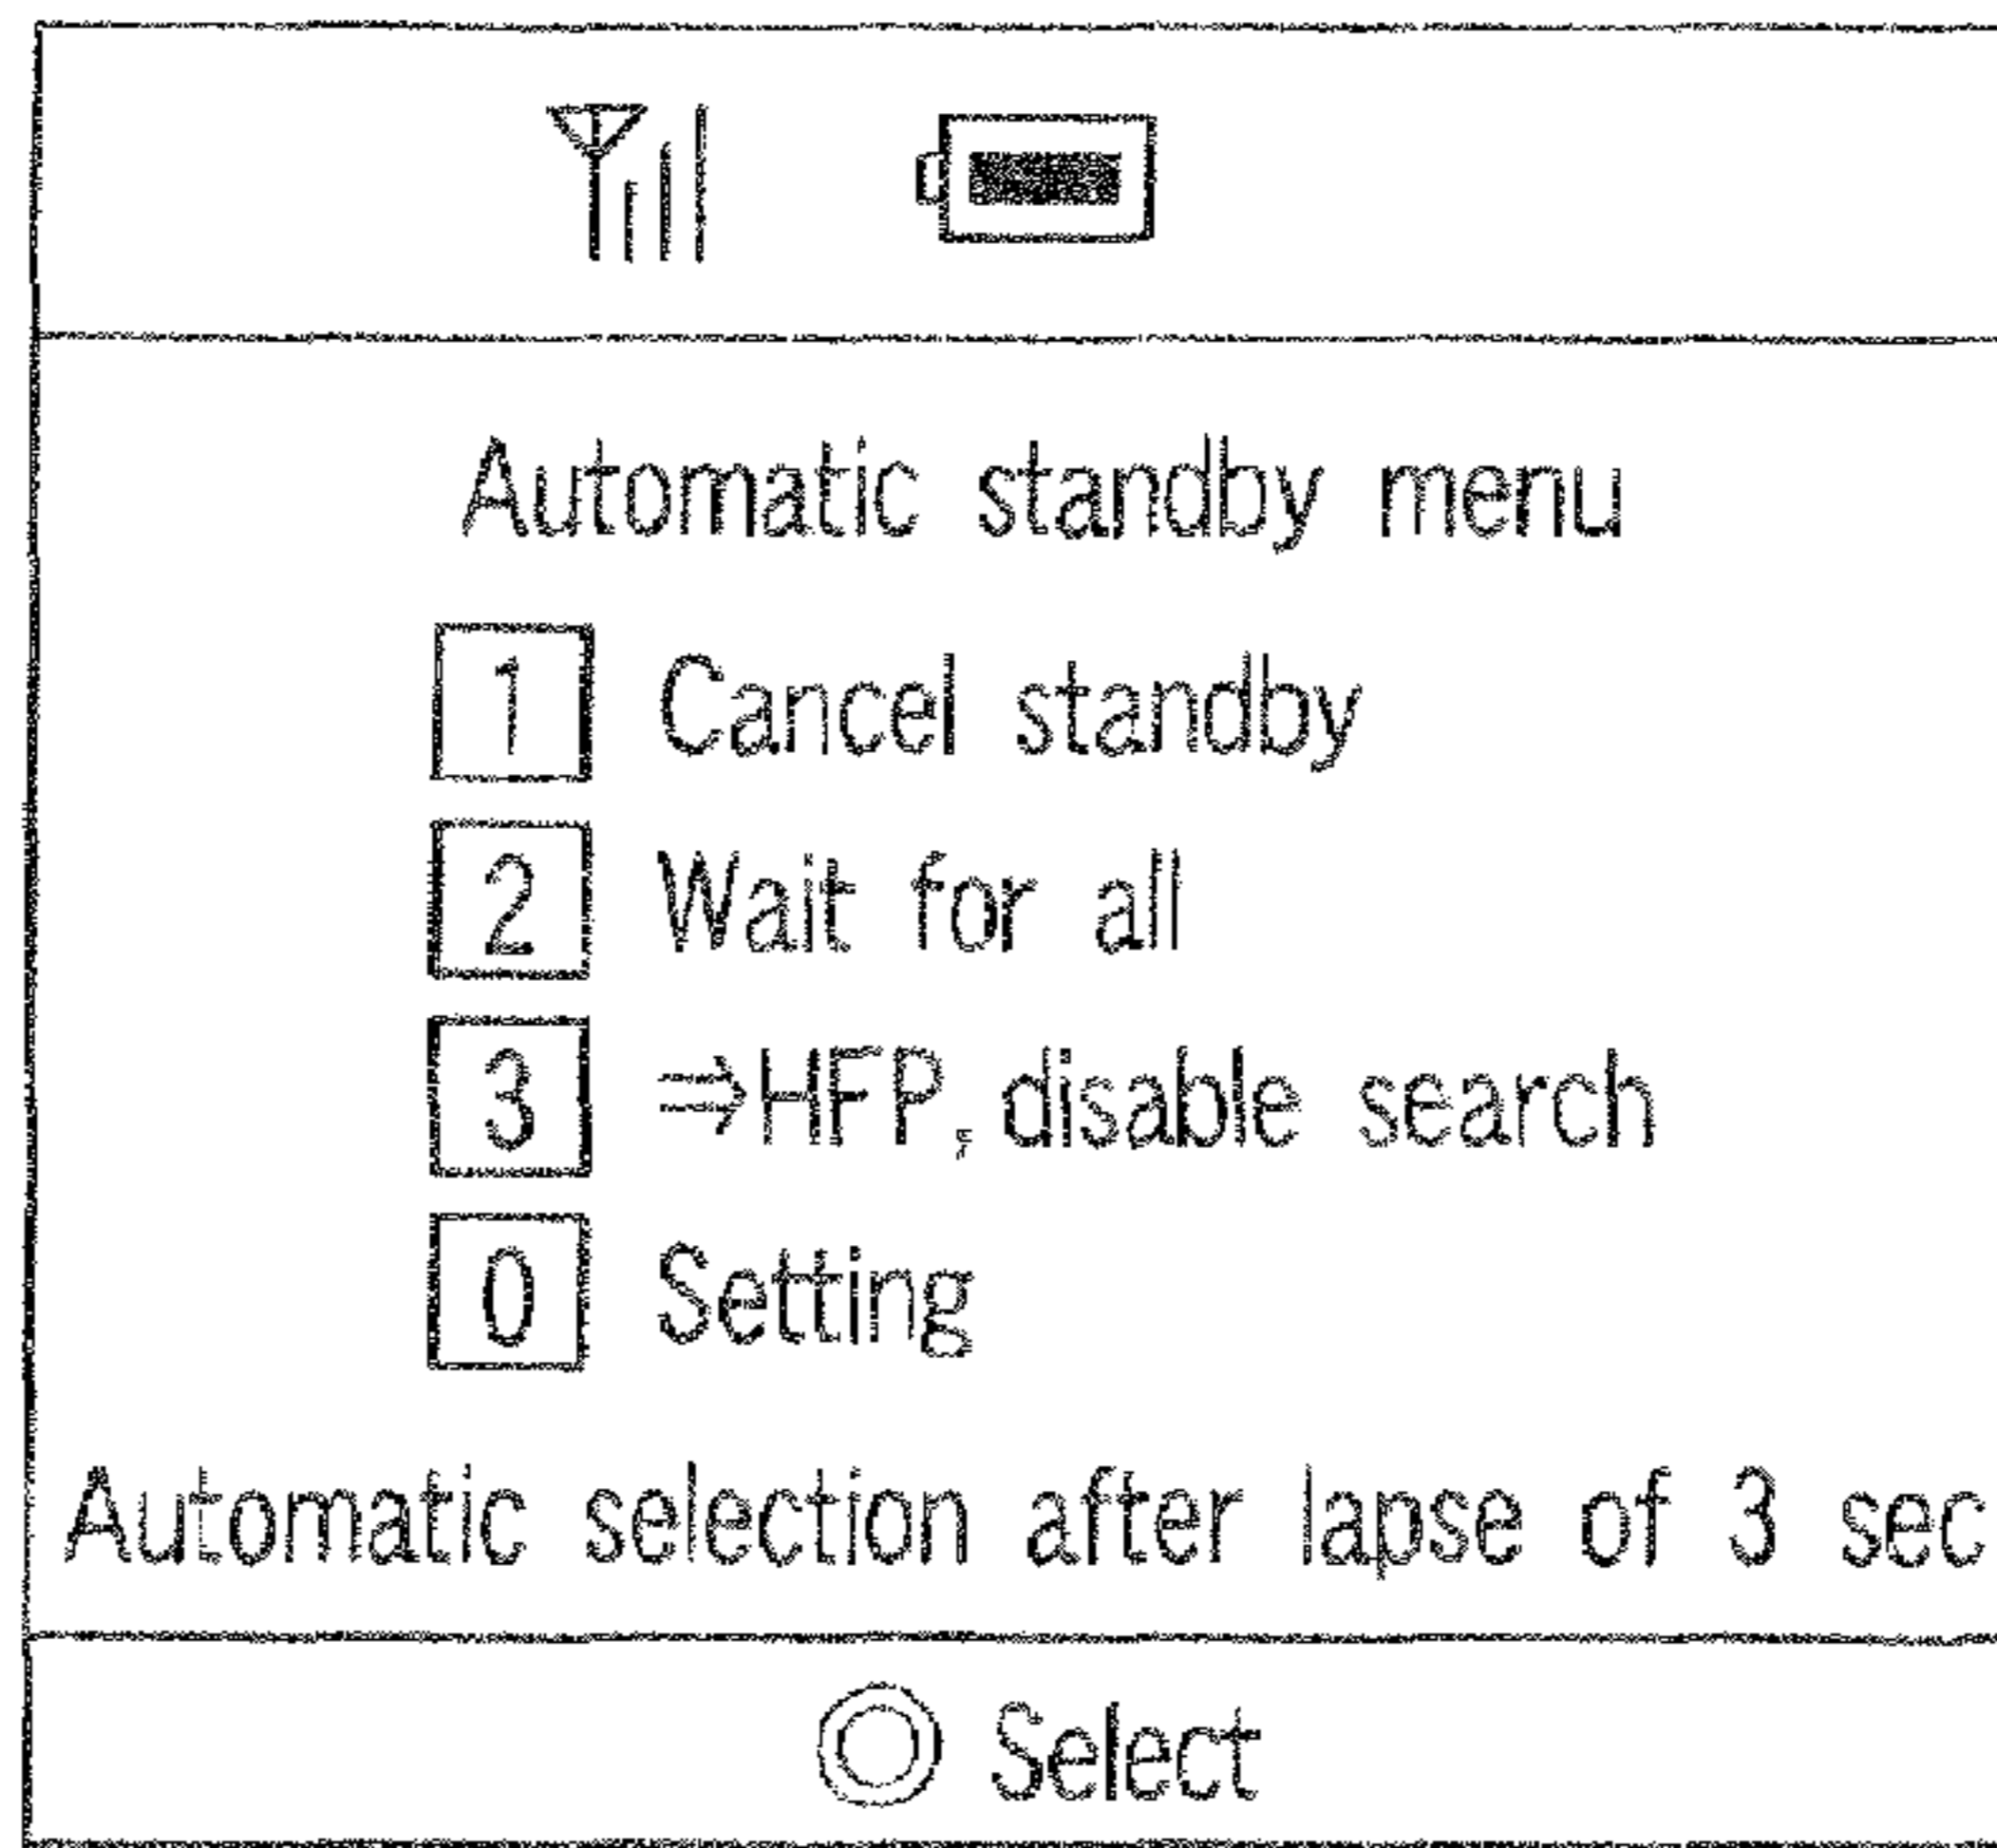 Automatic standby menu
1 Cancel standby
2 Wait for all
3 ⇒HFP, disable search
0 Setting
Automatic selection after lapse of 3 sec
Select